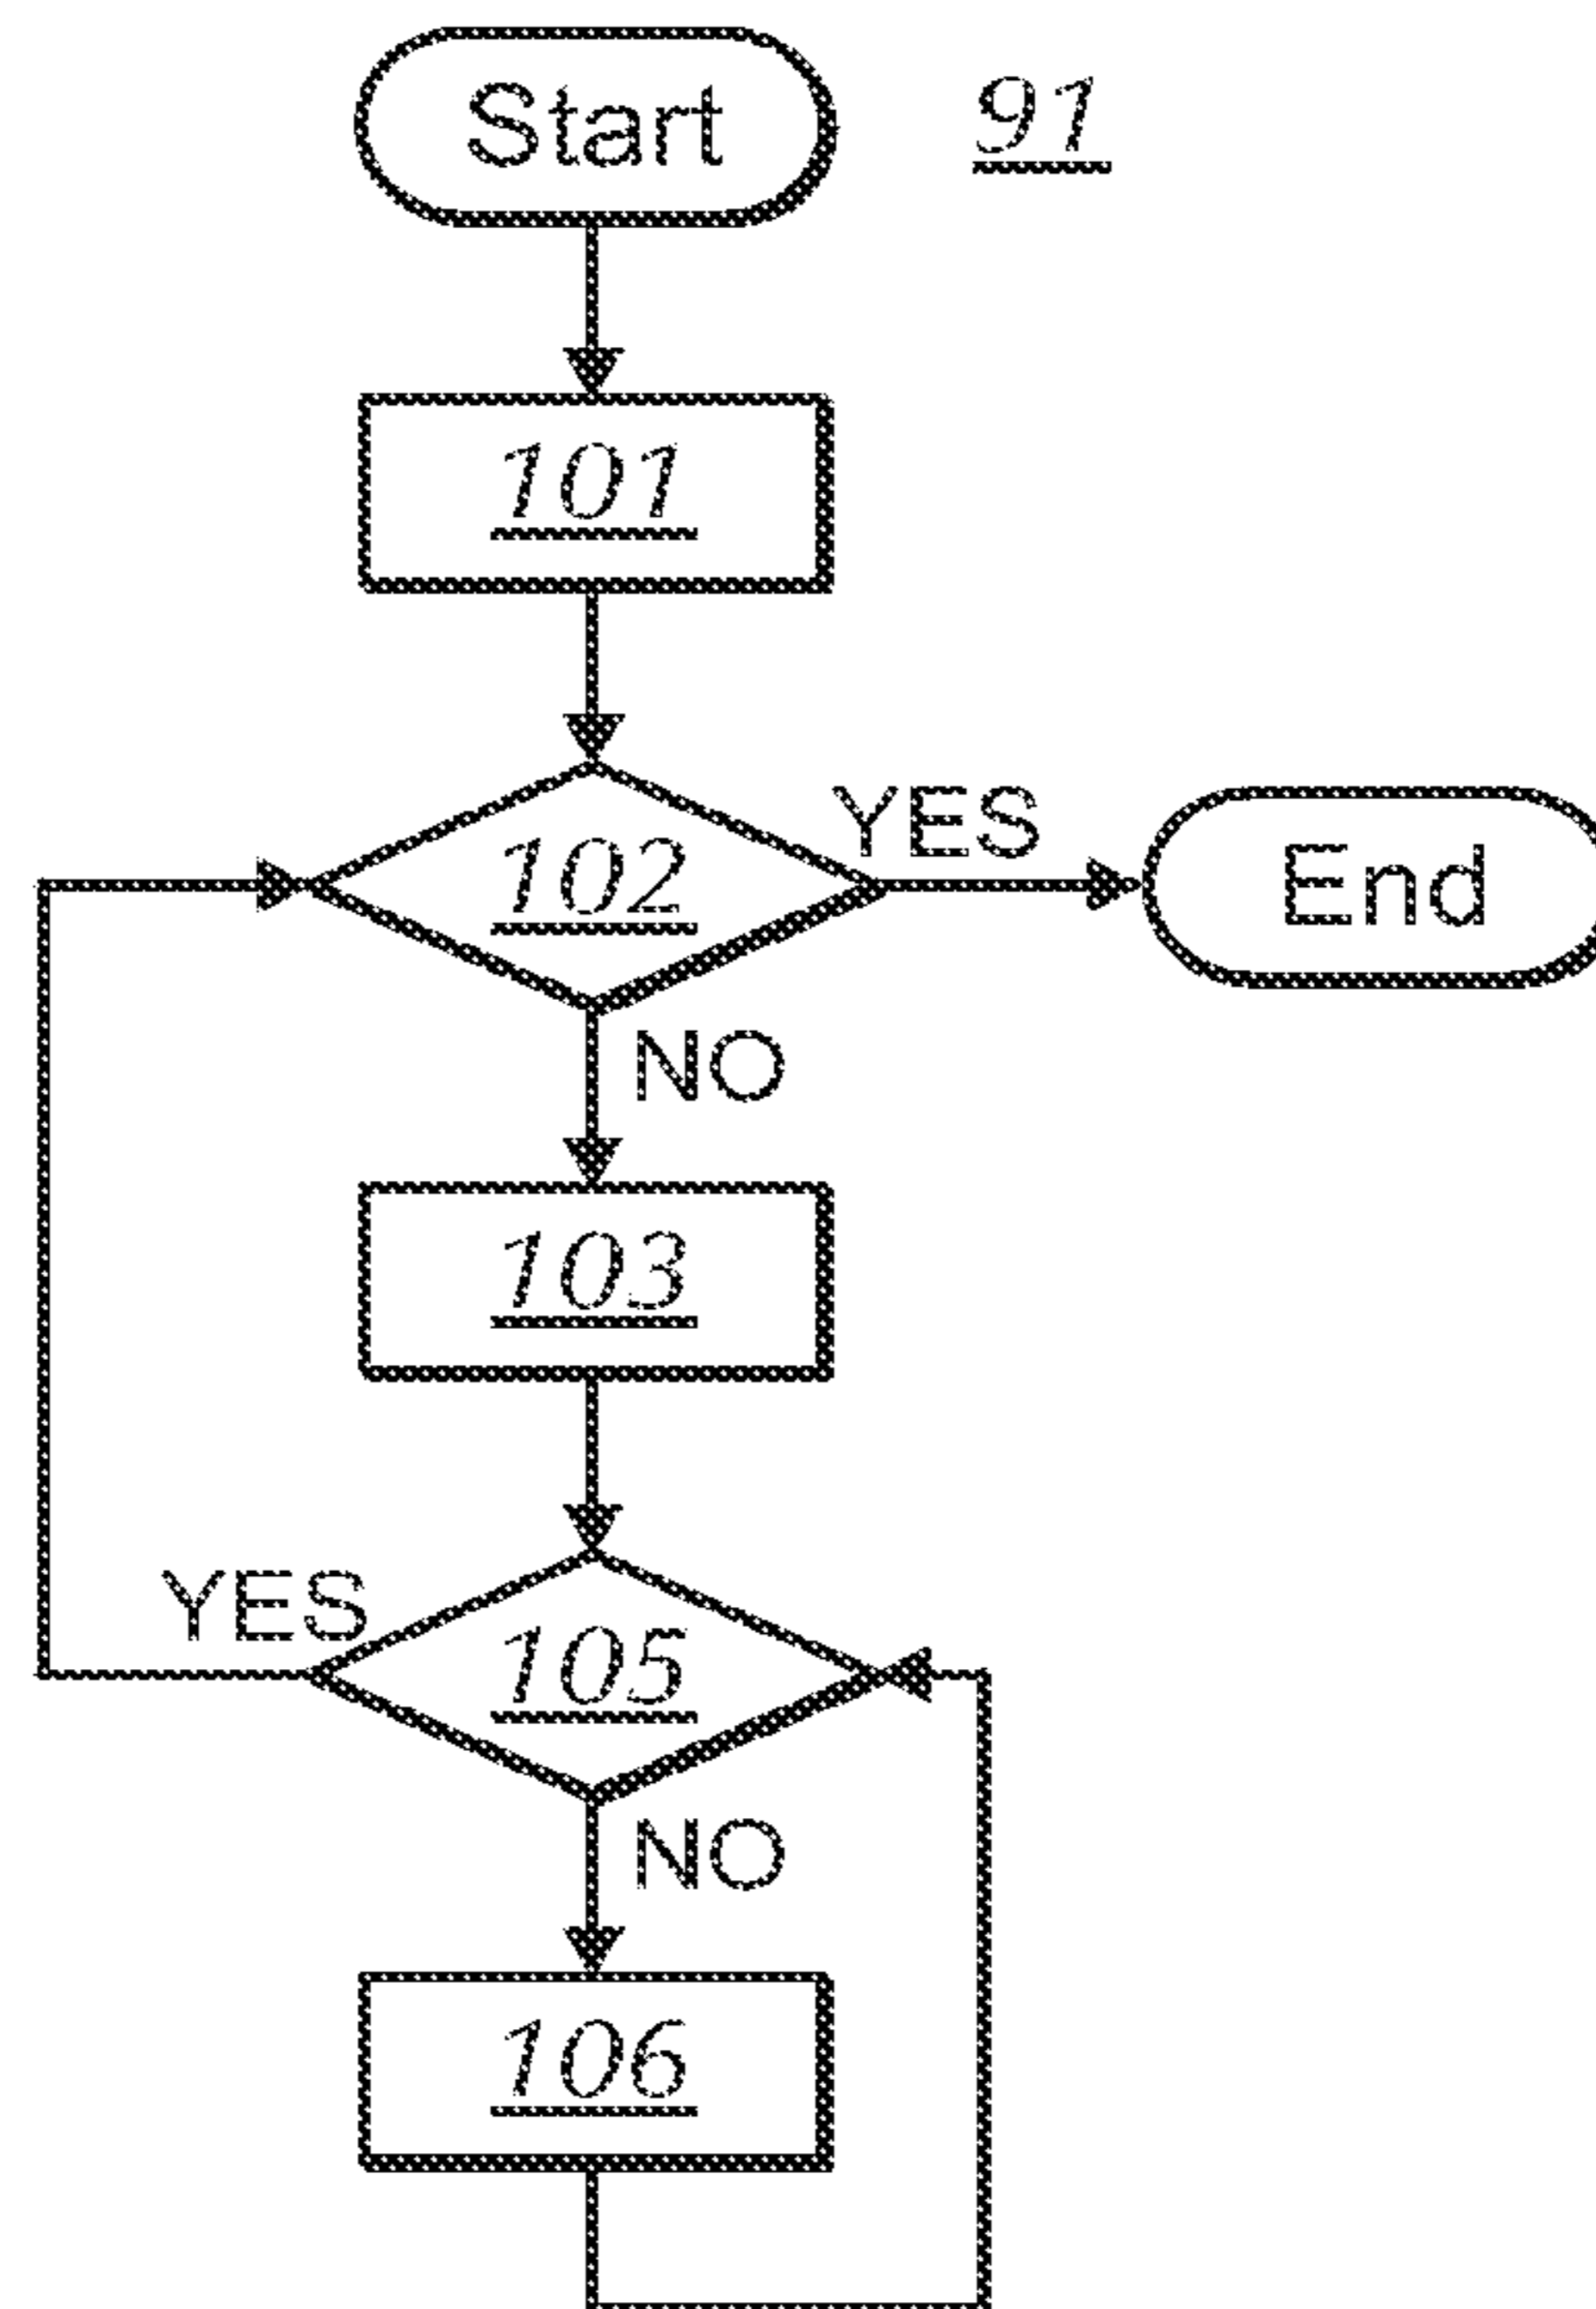 Start 91
101
102 YES End
NO
103
YES
105
NO
106